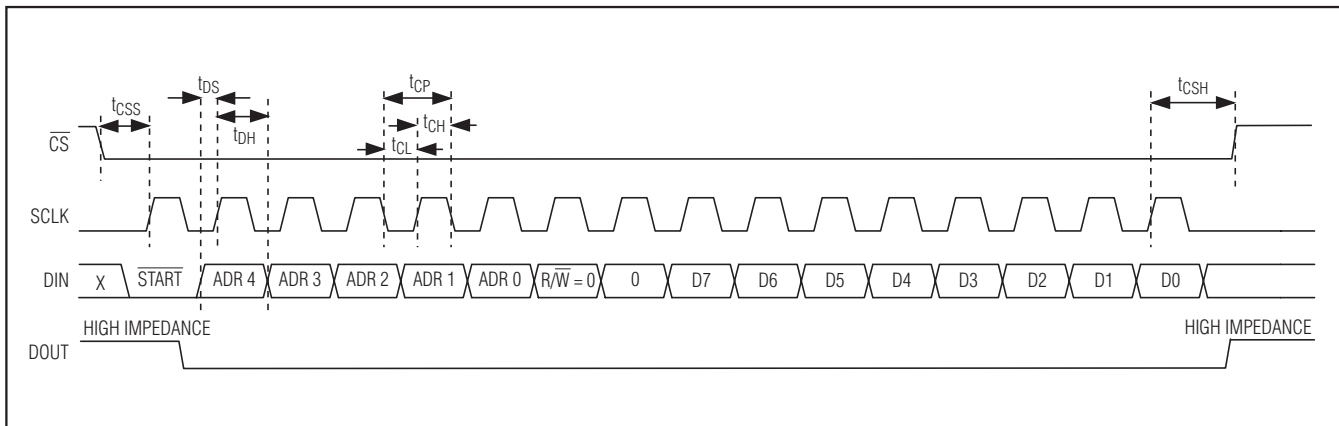 tDS
tCP
tCSS
tCSH
tDH
tCH
tCL
CS
SCLK
DIN X START ADR 4 ADR 3 ADR 2 ADR 1 ADR 0 R/W = 0 0 D7 D6 D5 D4 D3 D2 D1 D0
HIGH IMPEDANCE HIGH IMPEDANCE
DOUT